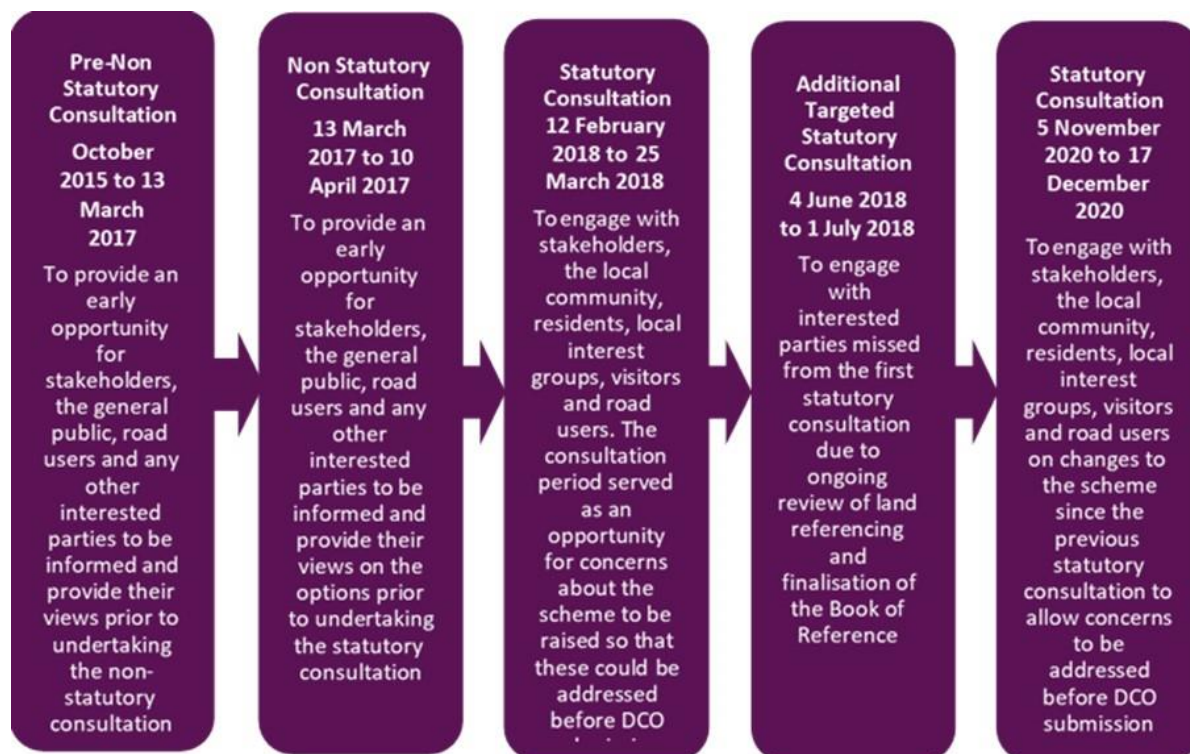 Pre-Non
Statutory
Consultation
October
2015 to 13
March
2017
To provide an
early
opportunity
for
stakeholders,
the general
public, road
users and any
other
interested
parties to be
informed and
provide their
views prior to
undertaking
the non-
statutory
consultation
Non Statutory
Consultation
13 March
2017 to 10
April 2017
To provide an
early
opportunity
for
stakeholders,
the general
public, road
users and any
other
interested
parties to be
informed and
provide their
views on the
options prior
to undertaking
the statutory
consultation
Statutory
Consultation
12 February
2018 to 25
March 2018
To engage with
stakeholders,
the local
community,
residents, local
interest
groups, visitors
and road
users. The
consultation
period served
as an
opportunity
for concerns
about the
scheme to be
raised so that
these could be
addressed
before DCO
Additional
Targeted
Statutory
Consultation
4 June 2018
to 1 July 2018
To engage
with
interested
parties missed
from the first
statutory
consultation
due to
ongoing
review of land
referencing
and
finalisation of
the Book of
Reference
Statutory
Consultation
5 November
2020 to 17
December
2020
To engage with
stakeholders,
the local
community,
residents, local
interest
groups, visitors
and road users
on changes to
the scheme
since the
previous
statutory
consultation to
allow concerns
to be
addressed
before DCO
submission